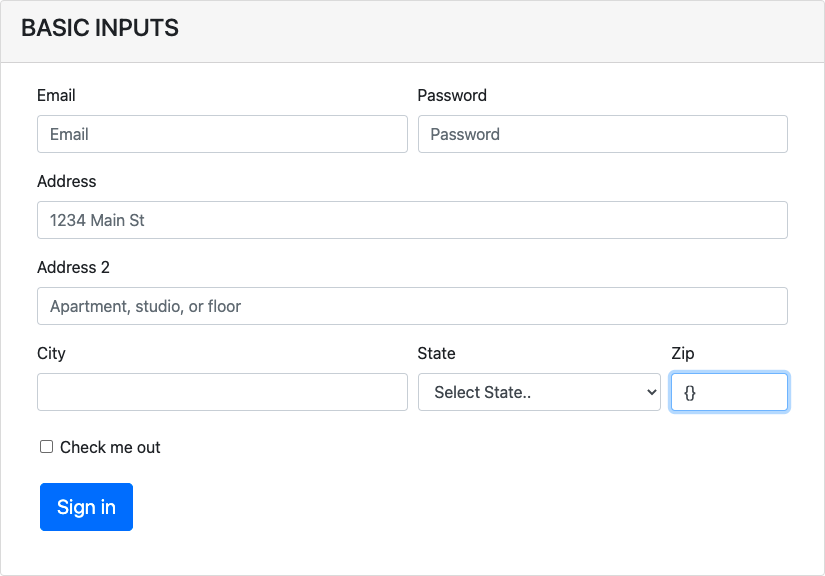 BASIC INPUTS
Email Password
Email Password
Address
1234 Main St
Address 2
Apartment, studio, or floor
City State Zip
Select State.. {}
Check me out
Sign in